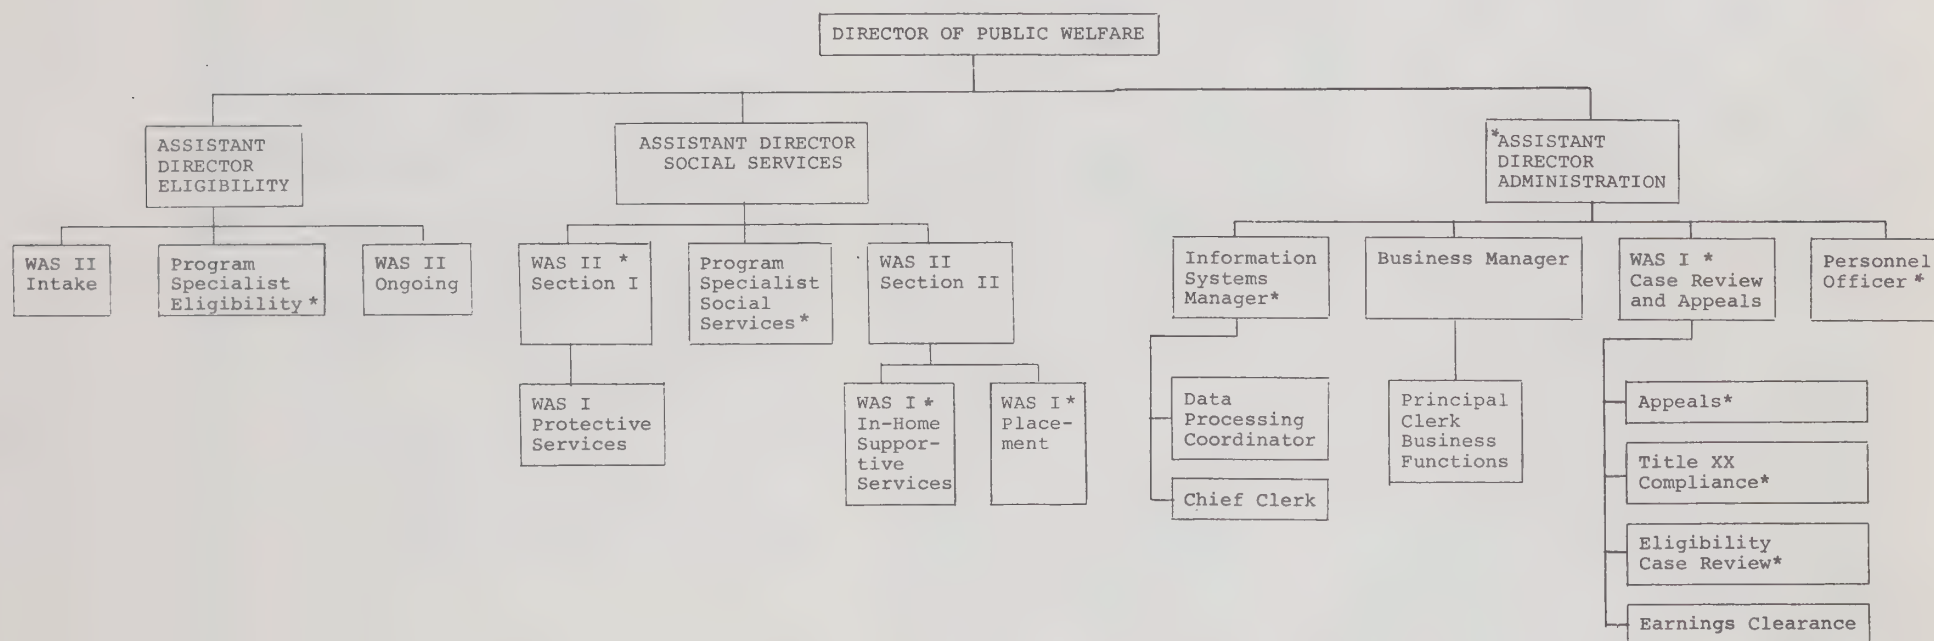 DIRECTOR OF PUBLIC WELFARE
ASSISTANT
DIRECTOR
ELIGIBILITY
ASSISTANT DIRECTOR
SOCIAL SERVICES
*ASSISTANT
DIRECTOR
ADMINISTRATION
WAS II
Intake
Program
Specialist
Eligibility*
WAS II
Ongoing
WAS II *
Section I
Program
Specialist
Social
Services*
WAS II
Section II
Information
Systems
Manager*
Business Manager
WAS I *
Case Review
and Appeals
Personnel
Officer*
WAS I
Protective
Services
WAS I *
In-Home
Suppor-
tive
Services
WAS I *
Place-
ment
Data
Processing
Coordinator
Chief Clerk
Principal
Clerk
Business
Functions
Appeals*
Title XX
Compliance*
Eligibility
Case Review*
Earnings Clearance